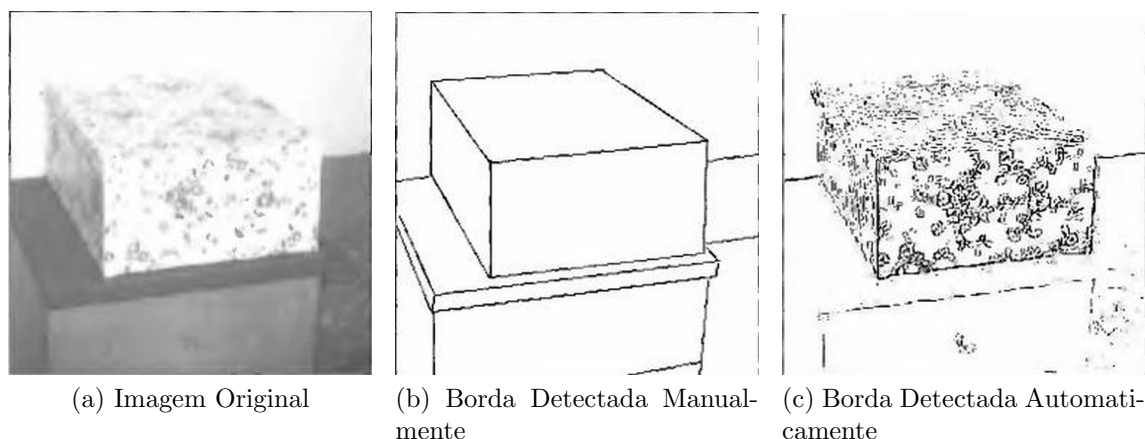 (a) Imagem Original
(b) Borda Detectada Manual-
mente
(c) Borda Detectada Automati-
camente